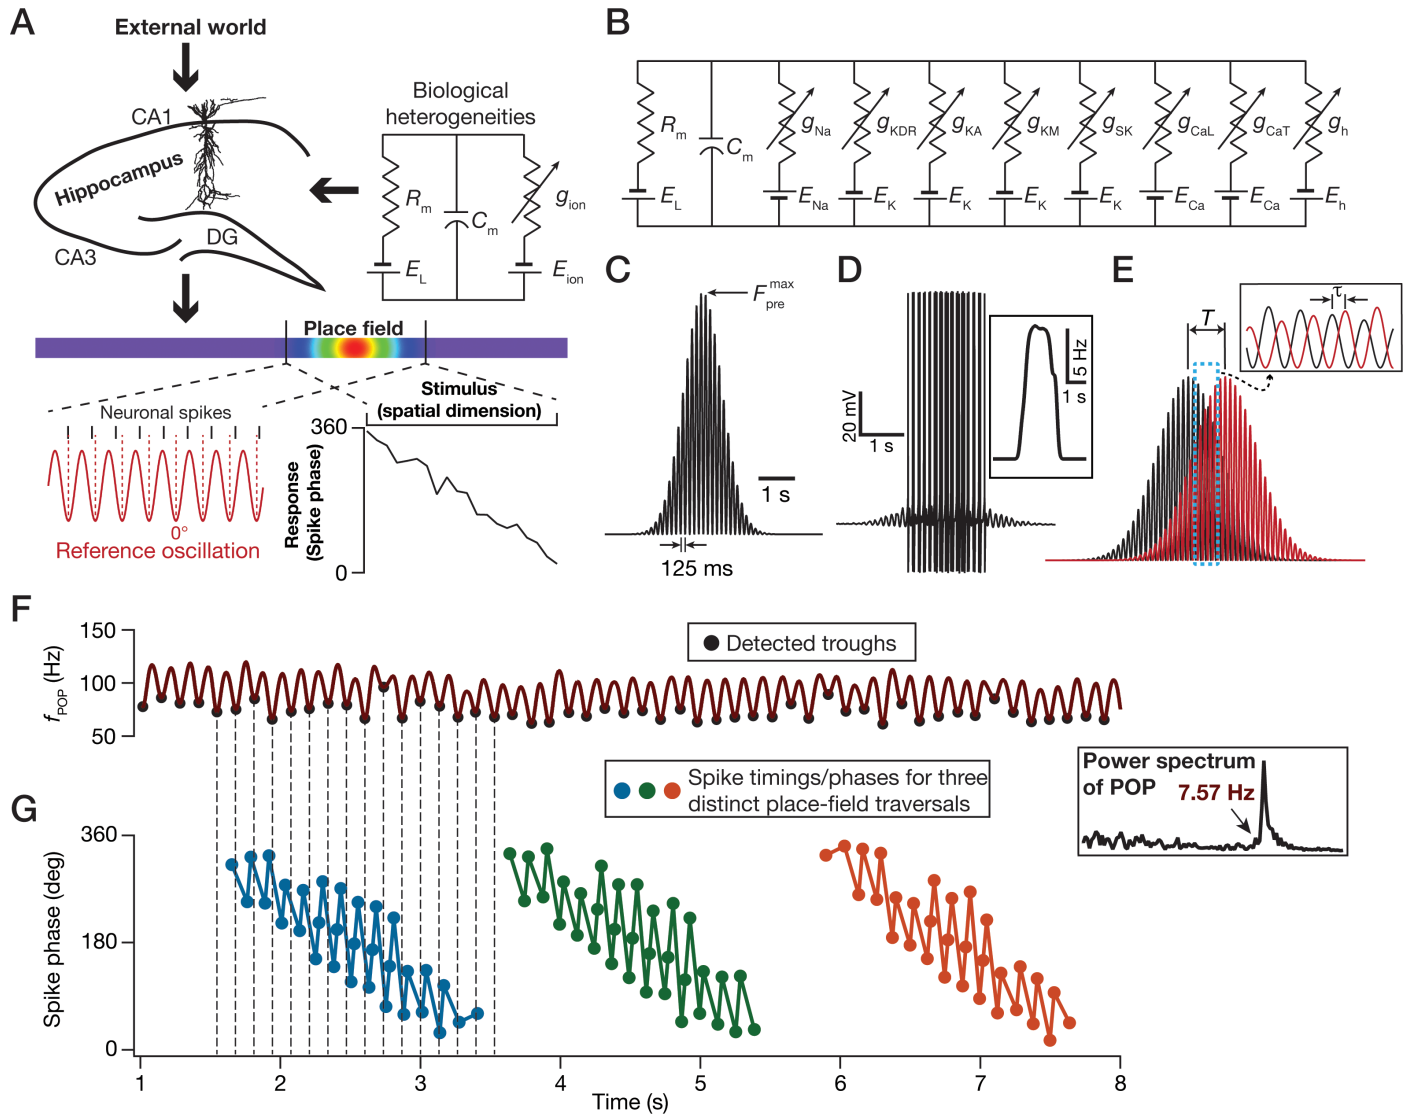 A
External world
CA1
Hippocampus
DG
CA3
Biological
heterogeneities
Rm
Cm
gion
EL
Eion
Place field
Neuronal spikes
0°
Reference oscillation
Stimulus
(spatial dimension)
360
Response
(Spike phase)
0
B
Rm
Cm
gNa
gKDR
gKA
gKM
gSK
gCaL
gCaT
gh
EL
ENa
EK
EK
EK
EK
ECa
ECa
Eh
C
Fpre max
1 s
125 ms
D
20 mV
1 s
5 Hz
1 s
E
T
τ
F
150
100
50
fPOP (Hz)
Detected troughs
Spike timings/phases for three
distinct place-field traversals
Power spectrum
of POP
7.57 Hz
G
360
180
0
Spike phase (deg)
1
2
3
4
5
6
7
8
Time (s)